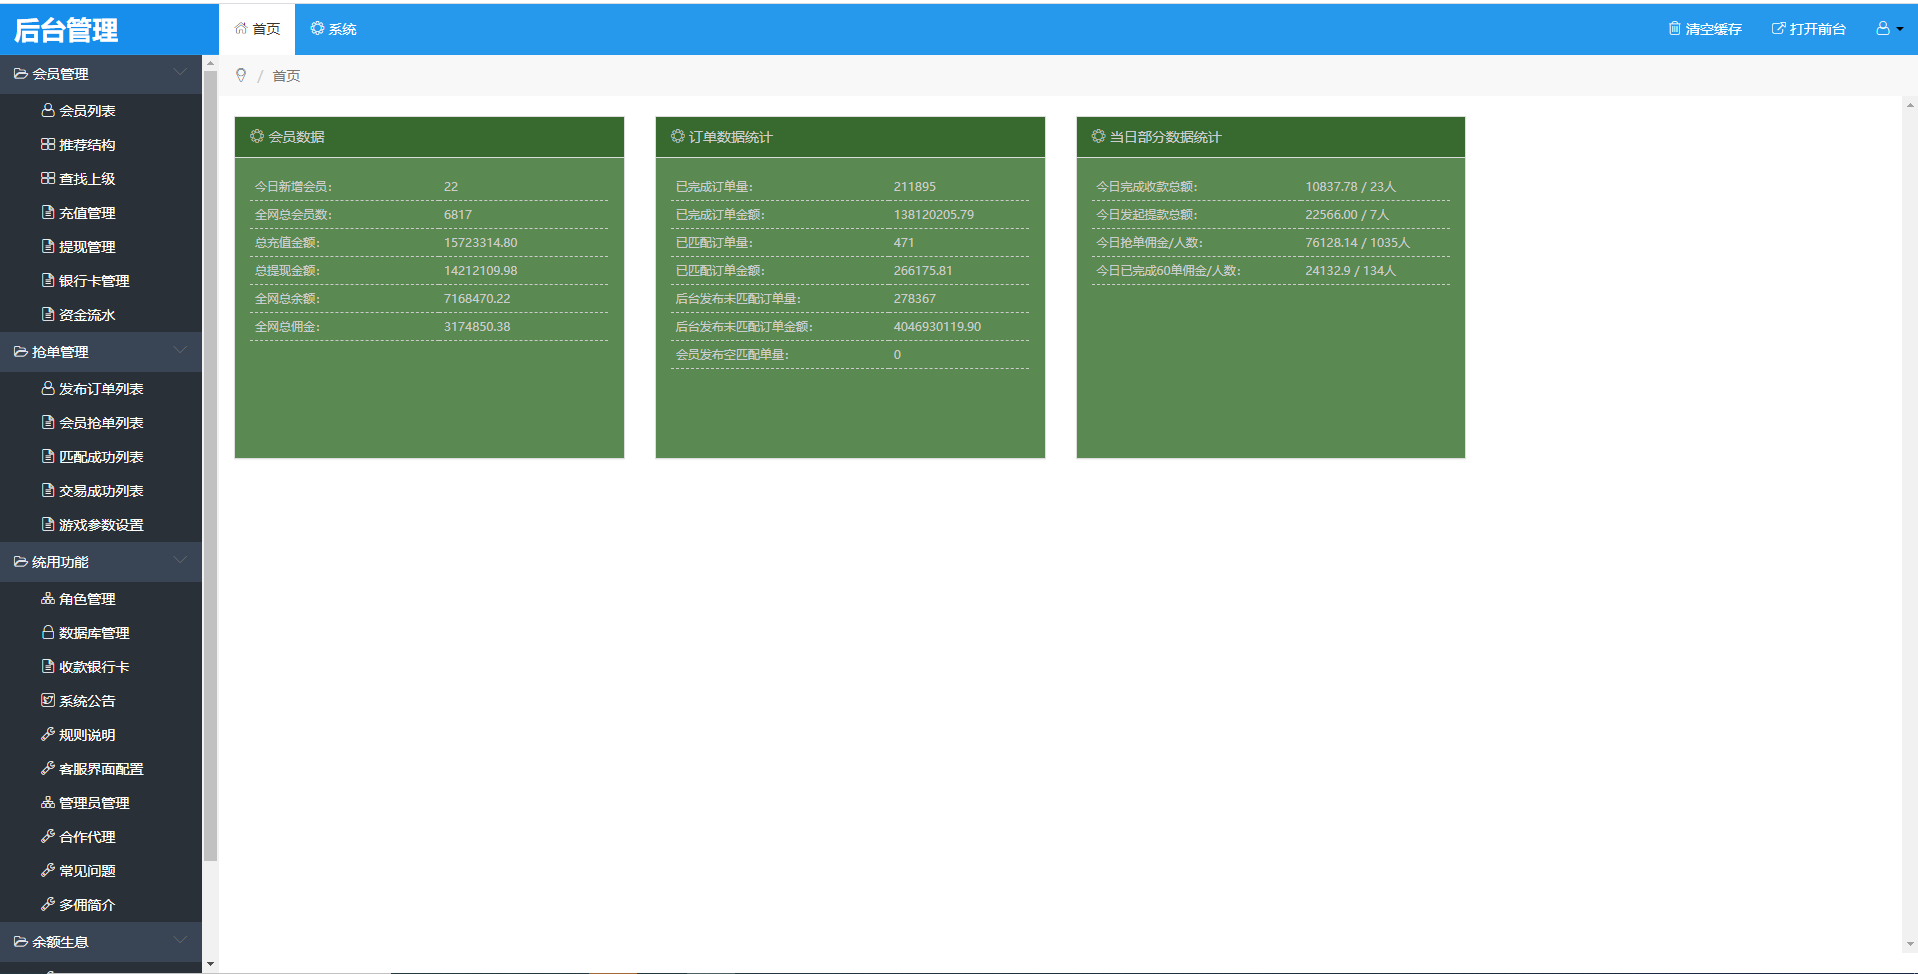 后台管理
首页
系统
清空缓存
打开前台
/ 首页
会员管理
会员列表
推荐结构
查找上级
充值管理
提现管理
银行卡管理
资金流水
抢单管理
发布订单列表
会员抢单列表
匹配成功列表
交易成功列表
游戏参数设置
统用功能
角色管理
数据库管理
收款银行卡
系统公告
规则说明
客服界面配置
管理员管理
合作代理
常见问题
多佣简介
余额生息
会员数据
今日新增会员： 22
全网总会员数： 6817
总充值金额： 15723314.80
总提现金额： 14212109.98
全网总余额： 7168470.22
全网总佣金： 3174850.38
订单数据统计
已完成订单量： 211895
已完成订单金额： 138120205.79
已匹配订单量： 471
已匹配订单金额： 266175.81
后台发布未匹配订单量： 278367
后台发布未匹配订单金额： 4046930119.90
会员发布空匹配单量： 0
当日部分数据统计
今日完成收款总额： 10837.78 / 23人
今日发起提款总额： 22566.00 / 7人
今日抢单佣金/人数： 76128.14 / 1035人
今日已完成60单佣金/人数： 24132.9 / 134人